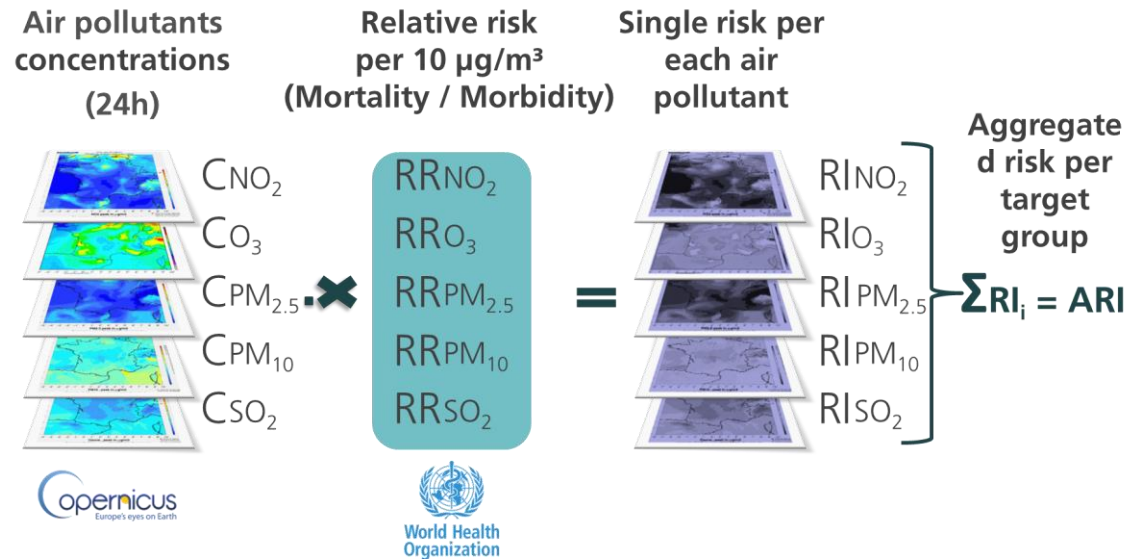 Air pollutants
concentrations
(24h)
Relative risk
per 10 µg/m³
(Mortality / Morbidity)
Single risk per
each air
pollutant
Aggregate
d risk per
target
group
CNO₂
CO₃
CPM₂.₅
CPM₁₀
CSO₂
.✖
RRNO₂
RRO₃
RRPM₂.₅
RRPM₁₀
RRSO₂
=
RINO₂
RIO₃
RIPM₂.₅
RIPM₁₀
RISO₂
ΣRIᵢ = ARI
Copernicus
Europe's eyes on Earth
World Health
Organization